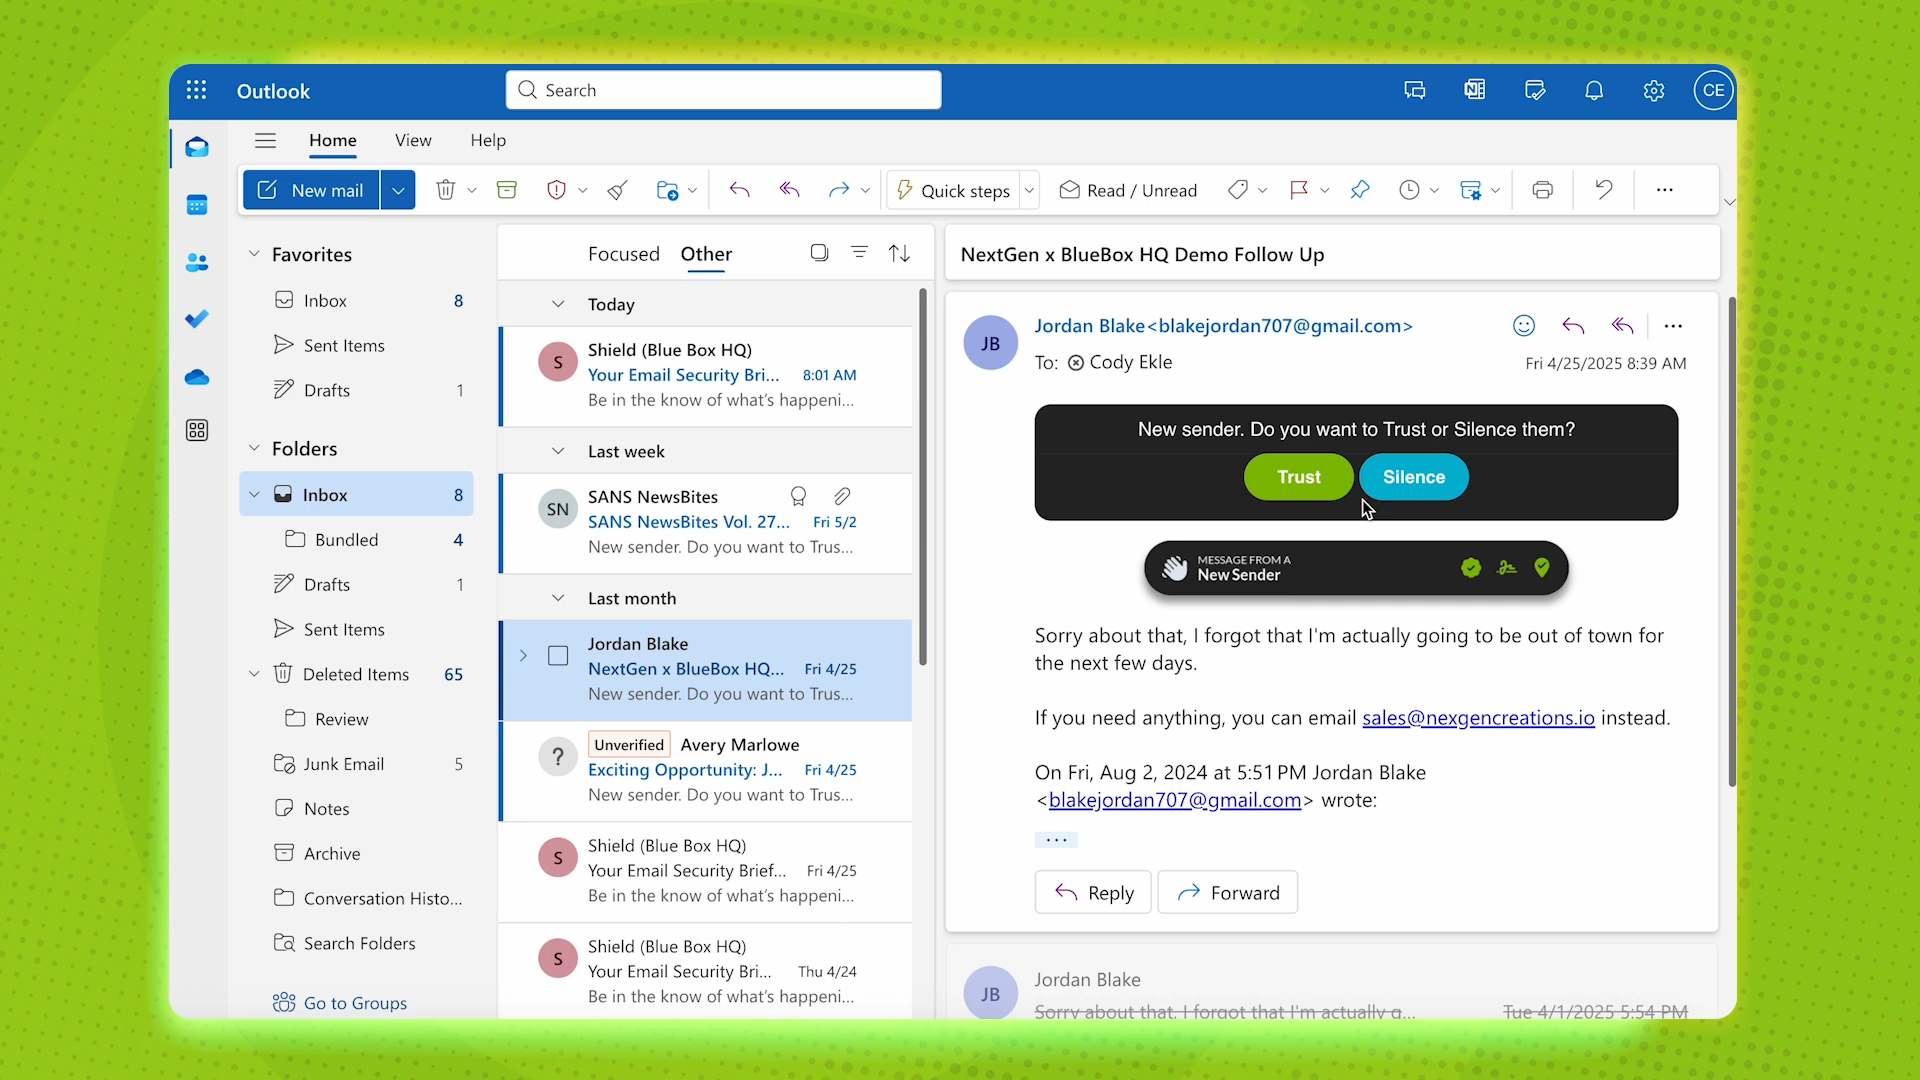 Outlook
Search
CE
Home
View
Help
New mail
Quick steps
Read / Unread
Favorites
Inbox 8
Sent Items
Drafts 1
Folders
Inbox 8
Bundled 4
Drafts 1
Sent Items
Deleted Items 65
Review
Junk Email 5
Notes
Archive
Conversation Histo...
Search Folders
Go to Groups
Focused Other
Today
S
Shield (Blue Box HQ)
Your Email Security Bri... 8:01 AM
Be in the know of what's happeni...
Last week
SN
SANS NewsBites
SANS NewsBites Vol. 27... Fri 5/2
New sender. Do you want to Trus...
Last month
Jordan Blake
NextGen x BlueBox HQ... Fri 4/25
New sender. Do you want to Trus...
?
Unverified Avery Marlowe
Exciting Opportunity: J... Fri 4/25
New sender. Do you want to Trus...
S
Shield (Blue Box HQ)
Your Email Security Brief... Fri 4/25
Be in the know of what's happeni...
S
Shield (Blue Box HQ)
Your Email Security Bri... Thu 4/24
Be in the know of what's happeni...
NextGen x BlueBox HQ Demo Follow Up
JB
Jordan Blake<blakejordan707@gmail.com>
To: Cody Ekle
Fri 4/25/2025 8:39 AM
New sender. Do you want to Trust or Silence them?
Trust Silence
MESSAGE FROM A
New Sender
Sorry about that, I forgot that I'm actually going to be out of town for
the next few days.
If you need anything, you can email sales@nexgencreations.io instead.
On Fri, Aug 2, 2024 at 5:51 PM Jordan Blake
<blakejordan707@gmail.com> wrote:
...
Reply
Forward
JB
Jordan Blake
Sorry about that, I forgot that I'm actually g... Tue 4/1/2025 5:54 PM